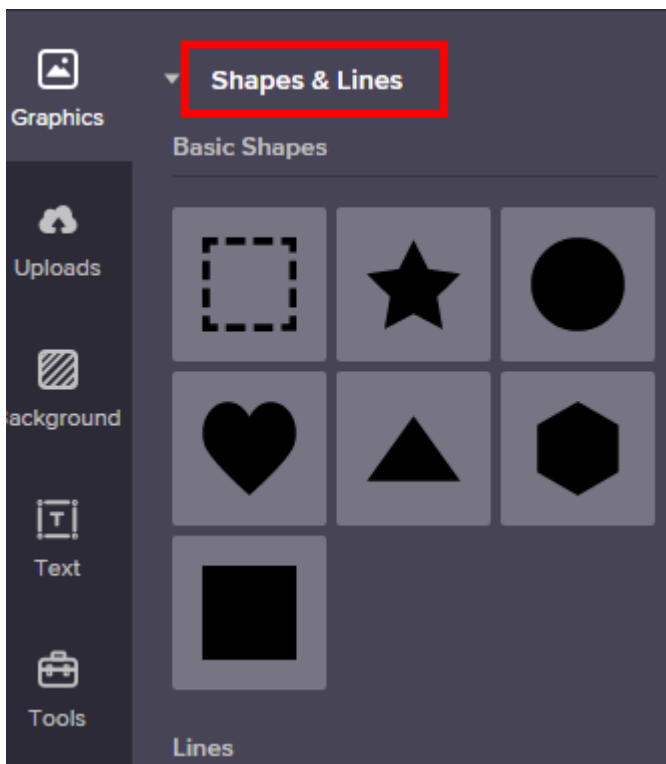 Graphics
Shapes & Lines
Basic Shapes
Uploads
ackground
Text
T
Tools
Lines